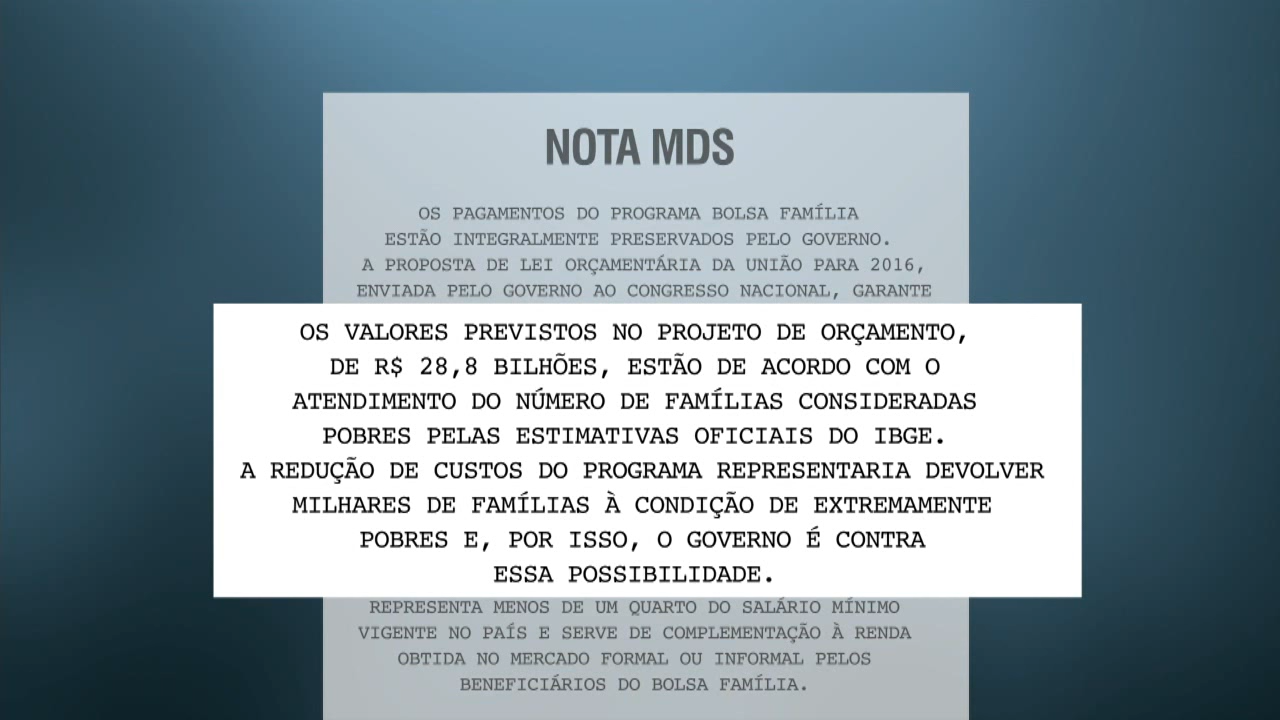 NOTA MDS
OS PAGAMENTOS DO PROGRAMA BOLSA FAMÍLIA
ESTÃO INTEGRALMENTE PRESERVADOS PELO GOVERNO.
A PROPOSTA DE LEI ORÇAMENTÁRIA DA UNIÃO PARA 2016,
ENVIADA PELO GOVERNO AO CONGRESSO NACIONAL, GARANTE
OS VALORES PREVISTOS NO PROJETO DE ORÇAMENTO,
DE R$ 28,8 BILHÕES, ESTÃO DE ACORDO COM O
ATENDIMENTO DO NÚMERO DE FAMÍLIAS CONSIDERADAS
POBRES PELAS ESTIMATIVAS OFICIAIS DO IBGE.
A REDUÇÃO DE CUSTOS DO PROGRAMA REPRESENTARIA DEVOLVER
MILHARES DE FAMÍLIAS À CONDIÇÃO DE EXTREMAMENTE
POBRES E, POR ISSO, O GOVERNO É CONTRA
ESSA POSSIBILIDADE.
REPRESENTA MENOS DE UM QUARTO DO SALÁRIO MÍNIMO
VIGENTE NO PAÍS E SERVE DE COMPLEMENTAÇÃO À RENDA
OBTIDA NO MERCADO FORMAL OU INFORMAL PELOS
BENEFICIÁRIOS DO BOLSA FAMÍLIA.